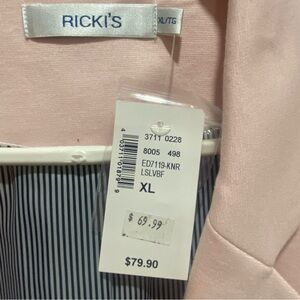 RICKI'S
XL/TG
3711 0228
8005 498
ED7119-KNR
LSLVBF
XL
$ 69.99
$79.90